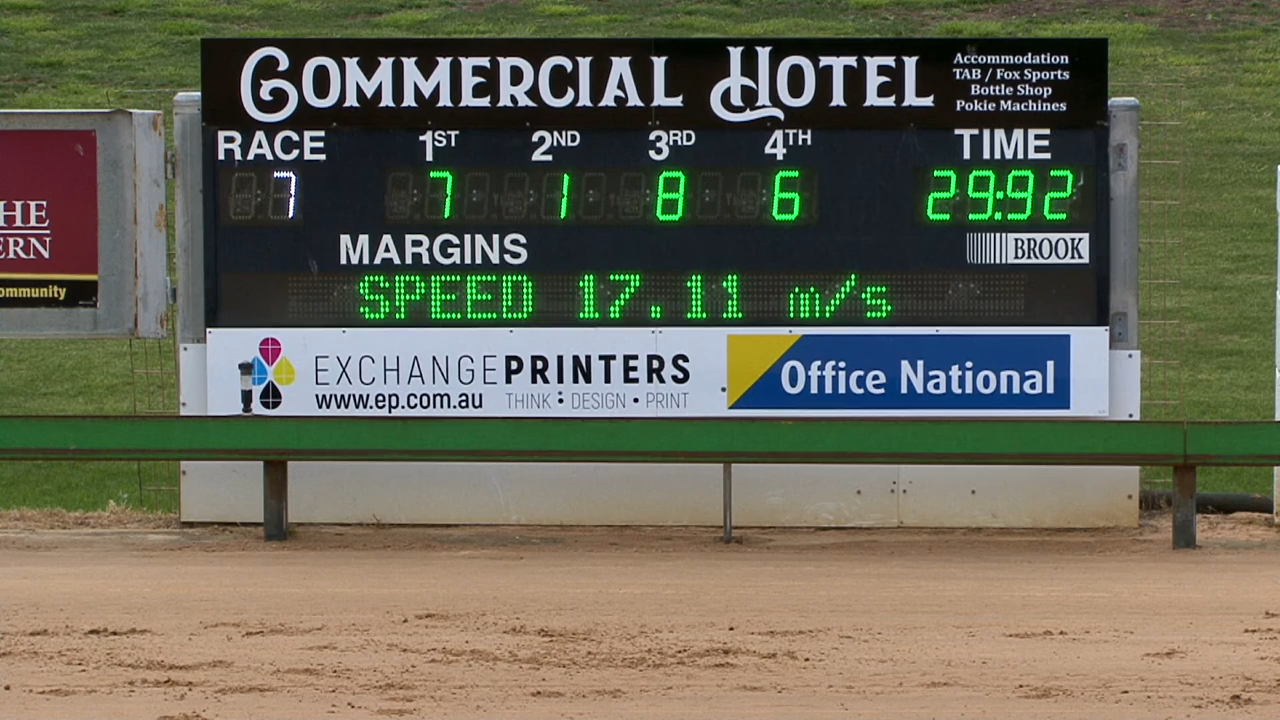 COMMERCIAL HOTEL
Accommodation
TAB / Fox Sports
Bottle Shop
Pokie Machines
RACE 1ST 2ND 3RD 4TH TIME
7 7 1 8 6 29:92
MARGINS
BROOK
SPEED 17.11 m/s
EXCHANGEPRINTERS
www.ep.com.au THINK : DESIGN • PRINT
Office National
HE
ERN
ommunity